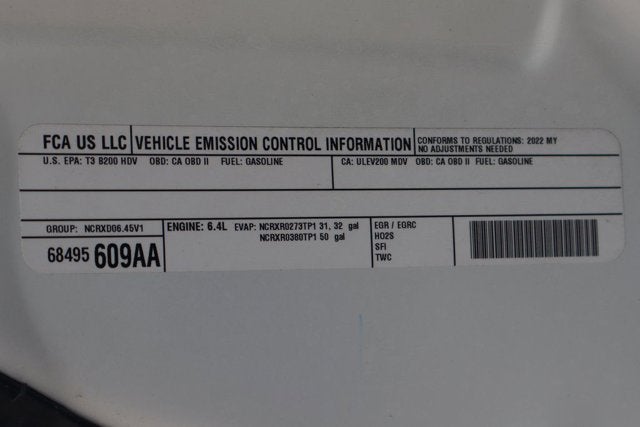 FCA US LLC VEHICLE EMISSION CONTROL INFORMATION CONFORMS TO REGULATIONS: 2022 MY
NO ADJUSTMENTS NEEDED
U.S. EPA: T3 B200 HDV OBD: CA OBD II FUEL: GASOLINE CA: ULEV200 MDV OBD: CA OBD II FUEL: GASOLINE
GROUP: NCRXD06.45V1 ENGINE: 6.4L EVAP: NCRXR0273TP1 31, 32 gal EGR / EGRC
NCRXR0380TP1 50 gal HO2S
68495 609AA SFI
TWC